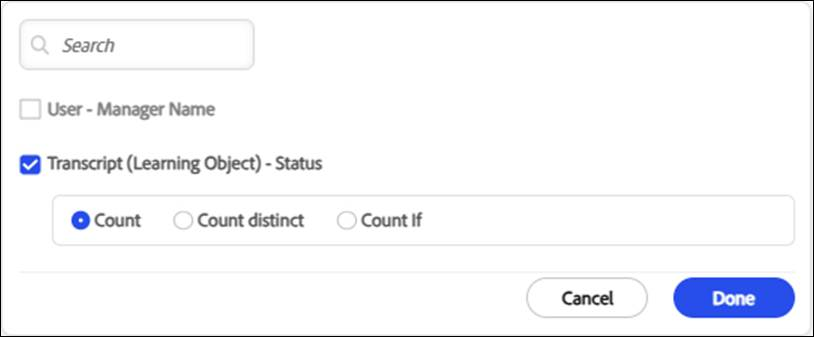 Search
User - Manager Name
Transcript (Learning Object) - Status
Count Count distinct Count If
Cancel Done